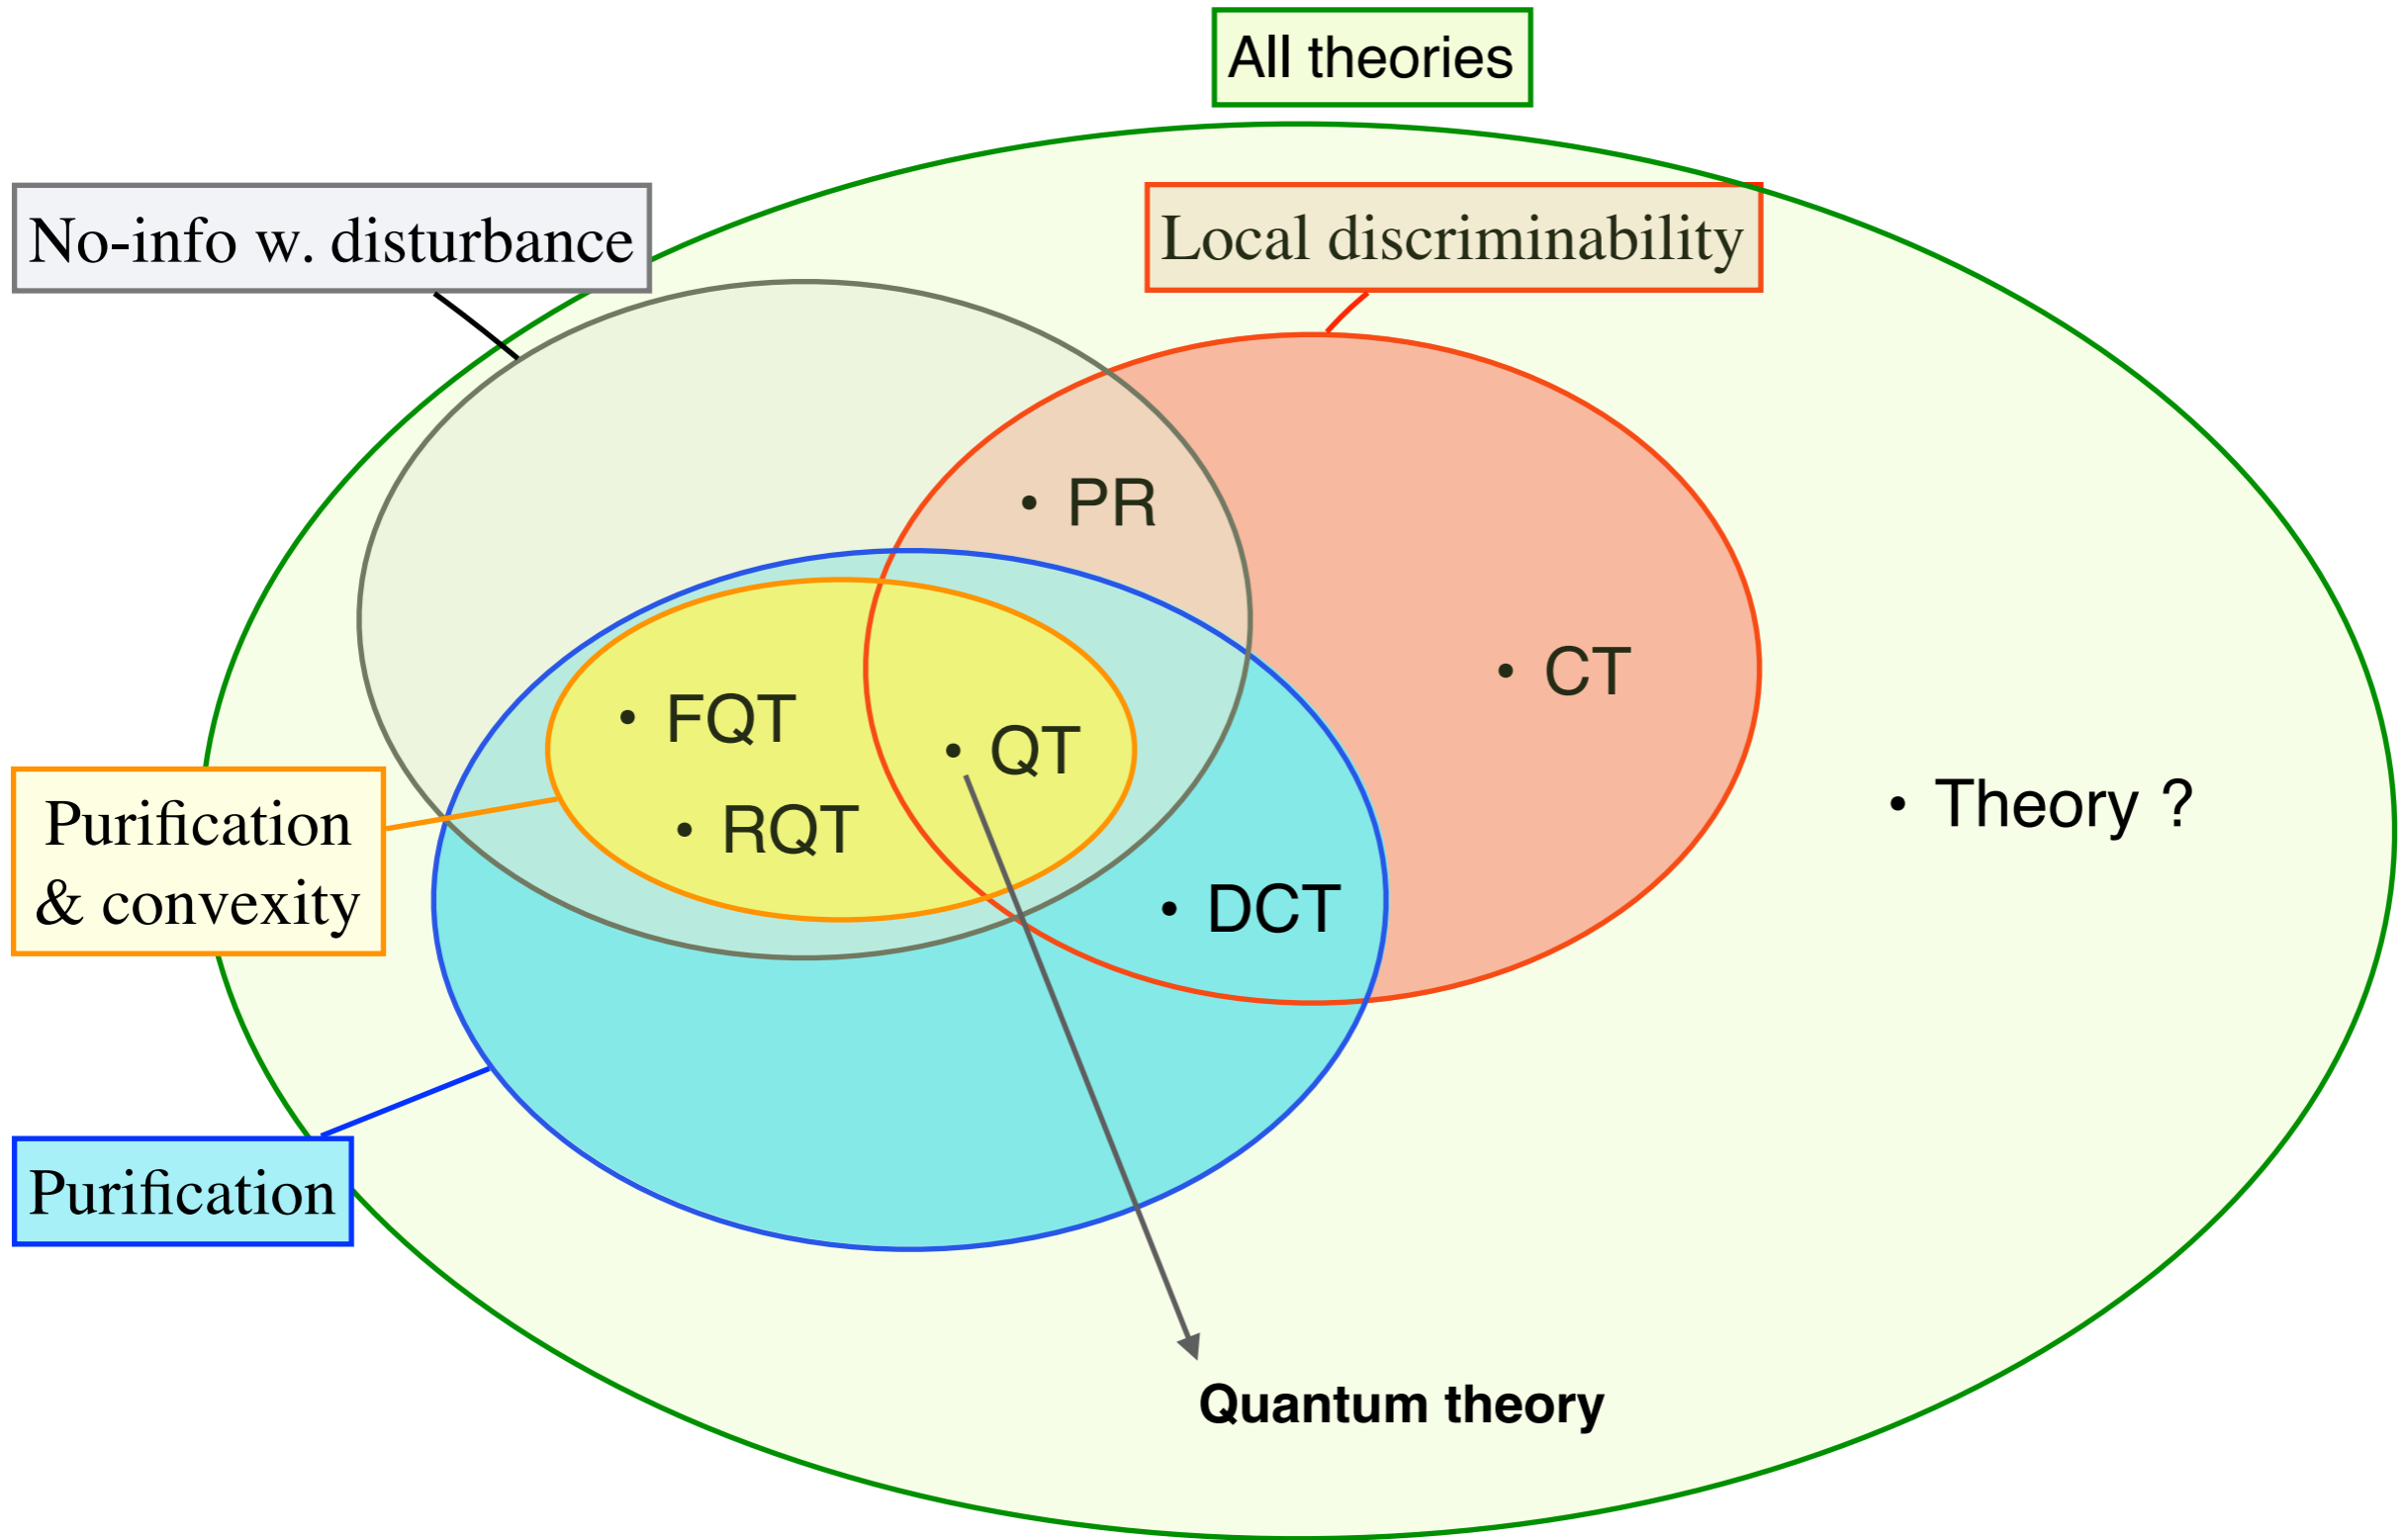 All theories
No-info w. disturbance
Local discriminability
• PR
• CT
• FQT
• QT
• RQT
• Theory ?
Purification
& convexity
• DCT
Purification
Quantum theory